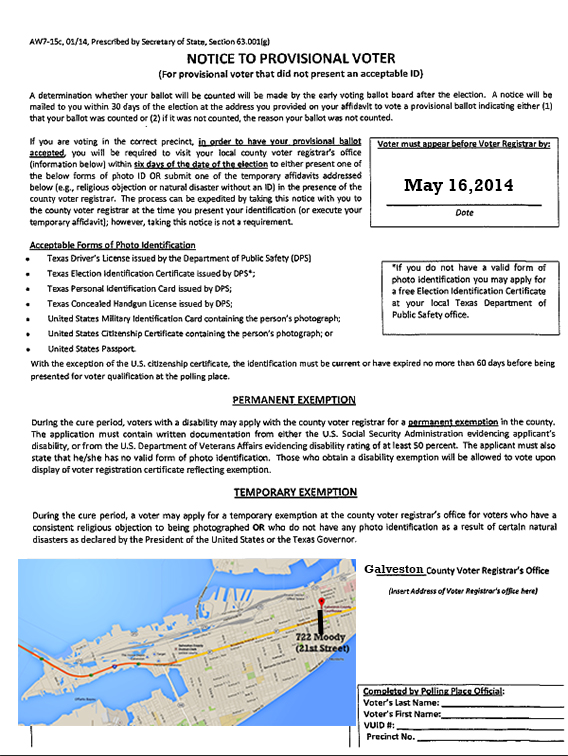 AW7-15c, 01/14, Prescribed by Secretary of State, Section 63.001(g)
NOTICE TO PROVISIONAL VOTER
(For provisional voter that did not present an acceptable ID)
A determination whether your ballot will be counted will be made by the early voting ballot board after the election. A notice will be
mailed to you within 30 days of the election at the address you provided on your affidavit to vote a provisional ballot indicating either (1)
that your ballot was counted or (2) if it was not counted, the reason your ballot was not counted.
If you are voting in the correct precinct, in order to have your provisional ballot
accepted, you will be required to visit your local county voter registrar's office
(information below) within six days of the date of the election to either present one of
the below forms of photo ID OR submit one of the temporary affidavits addressed
below (e.g., religious objection or natural disaster without an ID) in the presence of the
county voter registrar. The process can be expedited by taking this notice with you to
the county voter registrar at the time you present your identification (or execute your
temporary affidavit); however, taking this notice is not a requirement.
Voter must appear before Voter Registrar by:
May 16,2014
Date
Acceptable Forms of Photo Identification
• Texas Driver's License issued by the Department of Public Safety (DPS)
• Texas Election Identification Certificate issued by DPS*;
• Texas Personal Identification Card issued by DPS;
• Texas Concealed Handgun License issued by DPS;
• United States Military Identification Card containing the person's photograph;
• United States Citizenship Certificate containing the person's photograph; or
• United States Passport.
*If you do not have a valid form of
photo identification you may apply for
a free Election Identification Certificate
at your local Texas Department of
Public Safety office.
With the exception of the U.S. citizenship certificate, the identification must be current or have expired no more than 60 days before being
presented for voter qualification at the polling place.
PERMANENT EXEMPTION
During the cure period, voters with a disability may apply with the county voter registrar for a permanent exemption in the county.
The application must contain written documentation from either the U.S. Social Security Administration evidencing applicant's
disability, or from the U.S. Department of Veterans Affairs evidencing disability rating of at least 50 percent. The applicant must also
state that he/she has no valid form of photo identification. Those who obtain a disability exemption will be allowed to vote upon
display of voter registration certificate reflecting exemption.
TEMPORARY EXEMPTION
During the cure period, a voter may apply for a temporary exemption at the county voter registrar's office for voters who have a
consistent religious objection to being photographed OR who do not have any photo identification as a result of certain natural
disasters as declared by the President of the United States or the Texas Governor.
Galveston County Voter Registrar's Office
(Insert Address of Voter Registrar's office here)
722 Moody
(21st Street)
Completed by Polling Place Official:
Voter's Last Name:
Voter's First Name:
VUID #:
Precinct No.